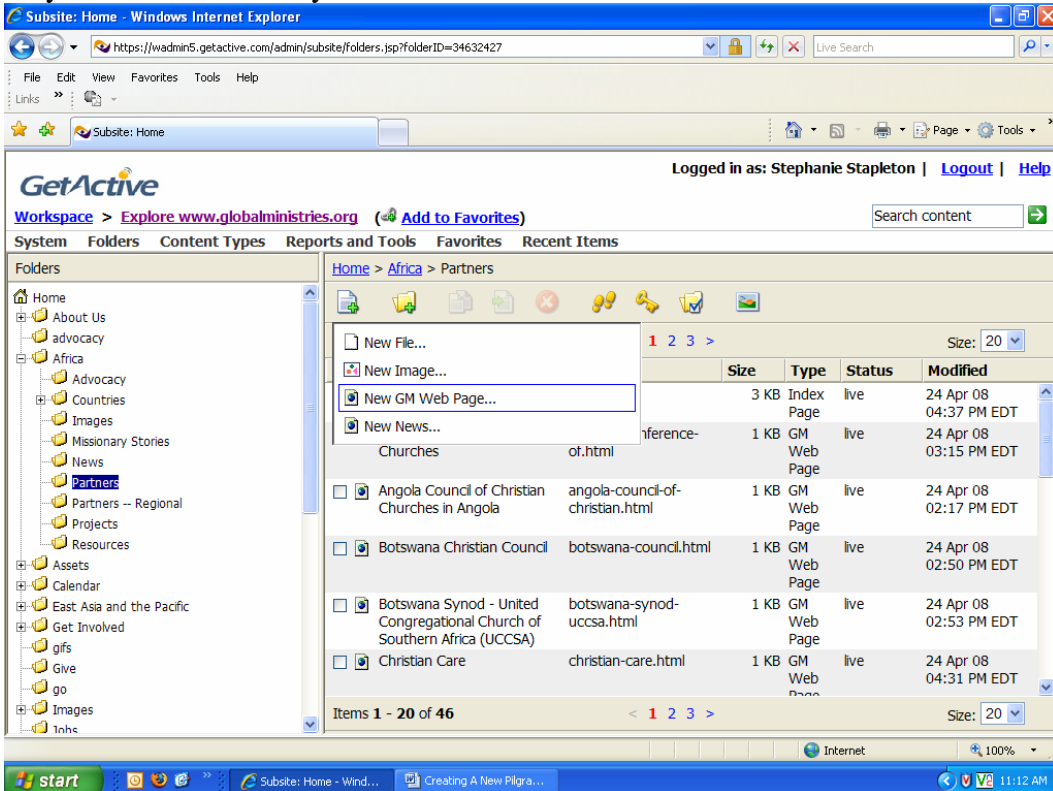 Subsite: Home - Windows Internet Explorer
https://wadmin5.getactive.com/admin/subsite/folders.jsp?folderID=34632427
Live Search
File Edit View Favorites Tools Help
Links »
Subsite: Home
Page Tools »
Logged in as: Stephanie Stapleton | Logout | Help
GetActive
Workspace > Explore www.globalministries.org ( Add to Favorites)
Search content
System Folders Content Types Reports and Tools Favorites Recent Items
Folders
Home > Africa > Partners
Home
About Us
advocacy
Africa
Advocacy
Countries
Images
Missionary Stories
News
Partners
Partners -- Regional
Projects
Resources
Assets
Calendar
East Asia and the Pacific
Get Involved
gifs
Give
go
Images
Jobs
New File...
New Image...
New GM Web Page...
New News...
1 2 3 >
Size: 20
Size Type Status Modified
3 KB Index Page live 24 Apr 08 04:37 PM EDT
Churches
of.html
1 KB GM Web Page live 24 Apr 08 03:15 PM EDT
Angola Council of Christian
Churches in Angola
angola-council-of-
christian.html
1 KB GM Web Page live 24 Apr 08 02:17 PM EDT
Botswana Christian Council
botswana-council.html
1 KB GM Web Page live 24 Apr 08 02:50 PM EDT
Botswana Synod - United
Congregational Church of
Southern Africa (UCCSA)
botswana-synod-
uccsa.html
1 KB GM Web Page live 24 Apr 08 02:53 PM EDT
Christian Care
christian-care.html
1 KB GM Web Page live 24 Apr 08 04:31 PM EDT
Items 1 - 20 of 46
< 1 2 3 >
Size: 20
Internet
100%
start
»
Subsite: Home - Wind...
Creating A New Pilgra...
11:12 AM